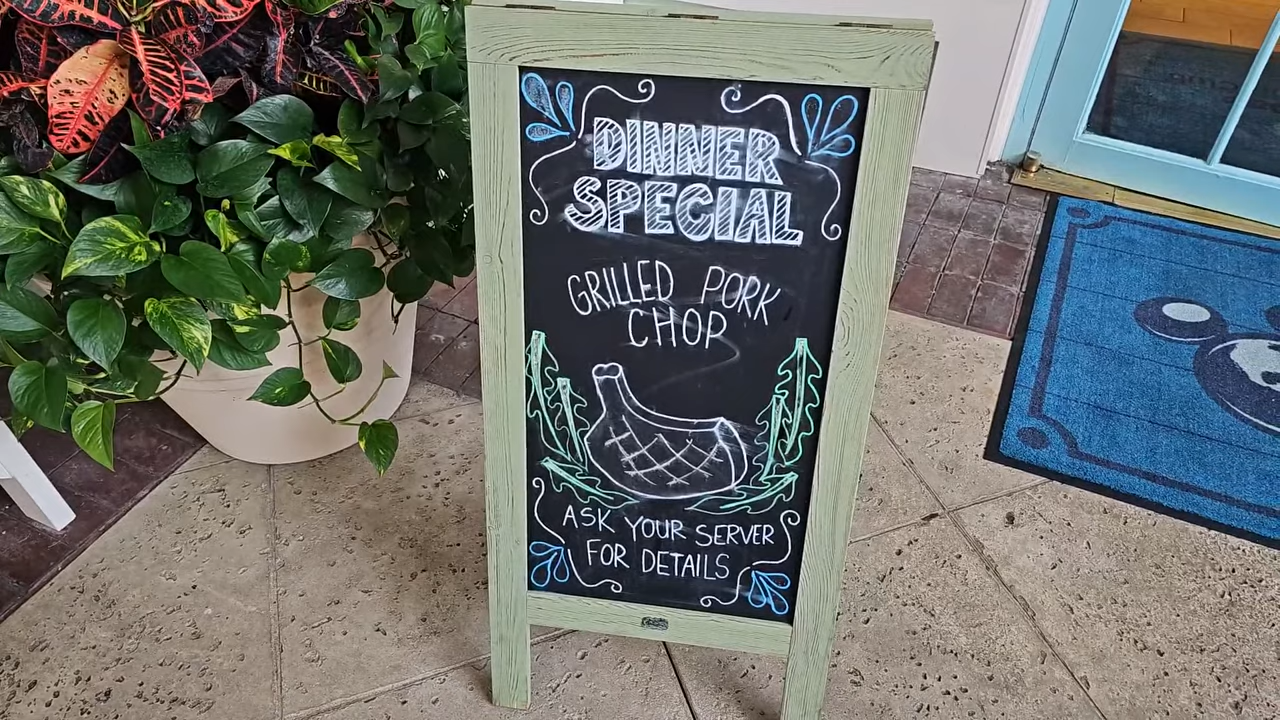 DINNER
SPECIAL
GRILLED PORK
CHOP
ASK YOUR SERVER
FOR DETAILS